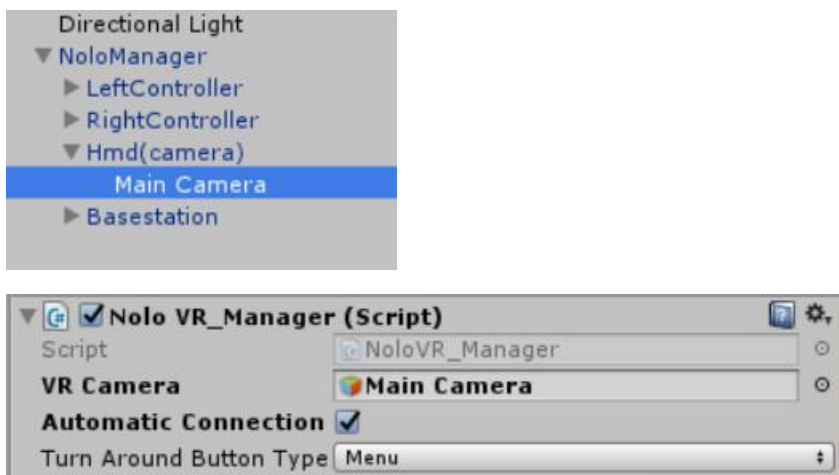 Directional Light
NoloManager
LeftController
RightController
Hmd(camera)
Main Camera
Basestation
Nolo VR_Manager (Script)
Script NoloVR_Manager
VR Camera Main Camera
Automatic Connection
Turn Around Button Type Menu